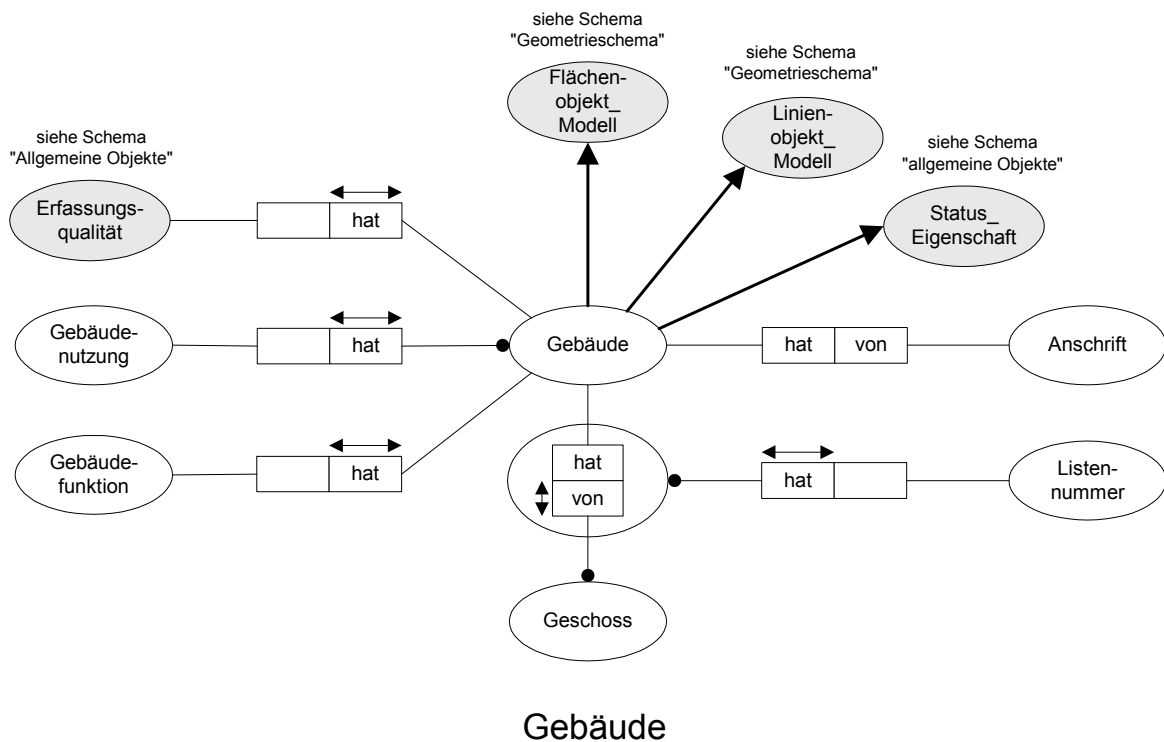 siehe Schema
"Geometrieschema"
Flächen-
objekt_
Modell
siehe Schema
"Geometrieschema"
Linien-
objekt_
Modell
siehe Schema
"Allgemeine Objekte"
Erfassungs-
qualität
hat
siehe Schema
"allgemeine Objekte"
Status_
Eigenschaft
Gebäude-
nutzung
hat
Gebäude
hat
von
Anschrift
Gebäude-
funktion
hat
hat
von
hat
Listen-
nummer
Geschoss
Gebäude